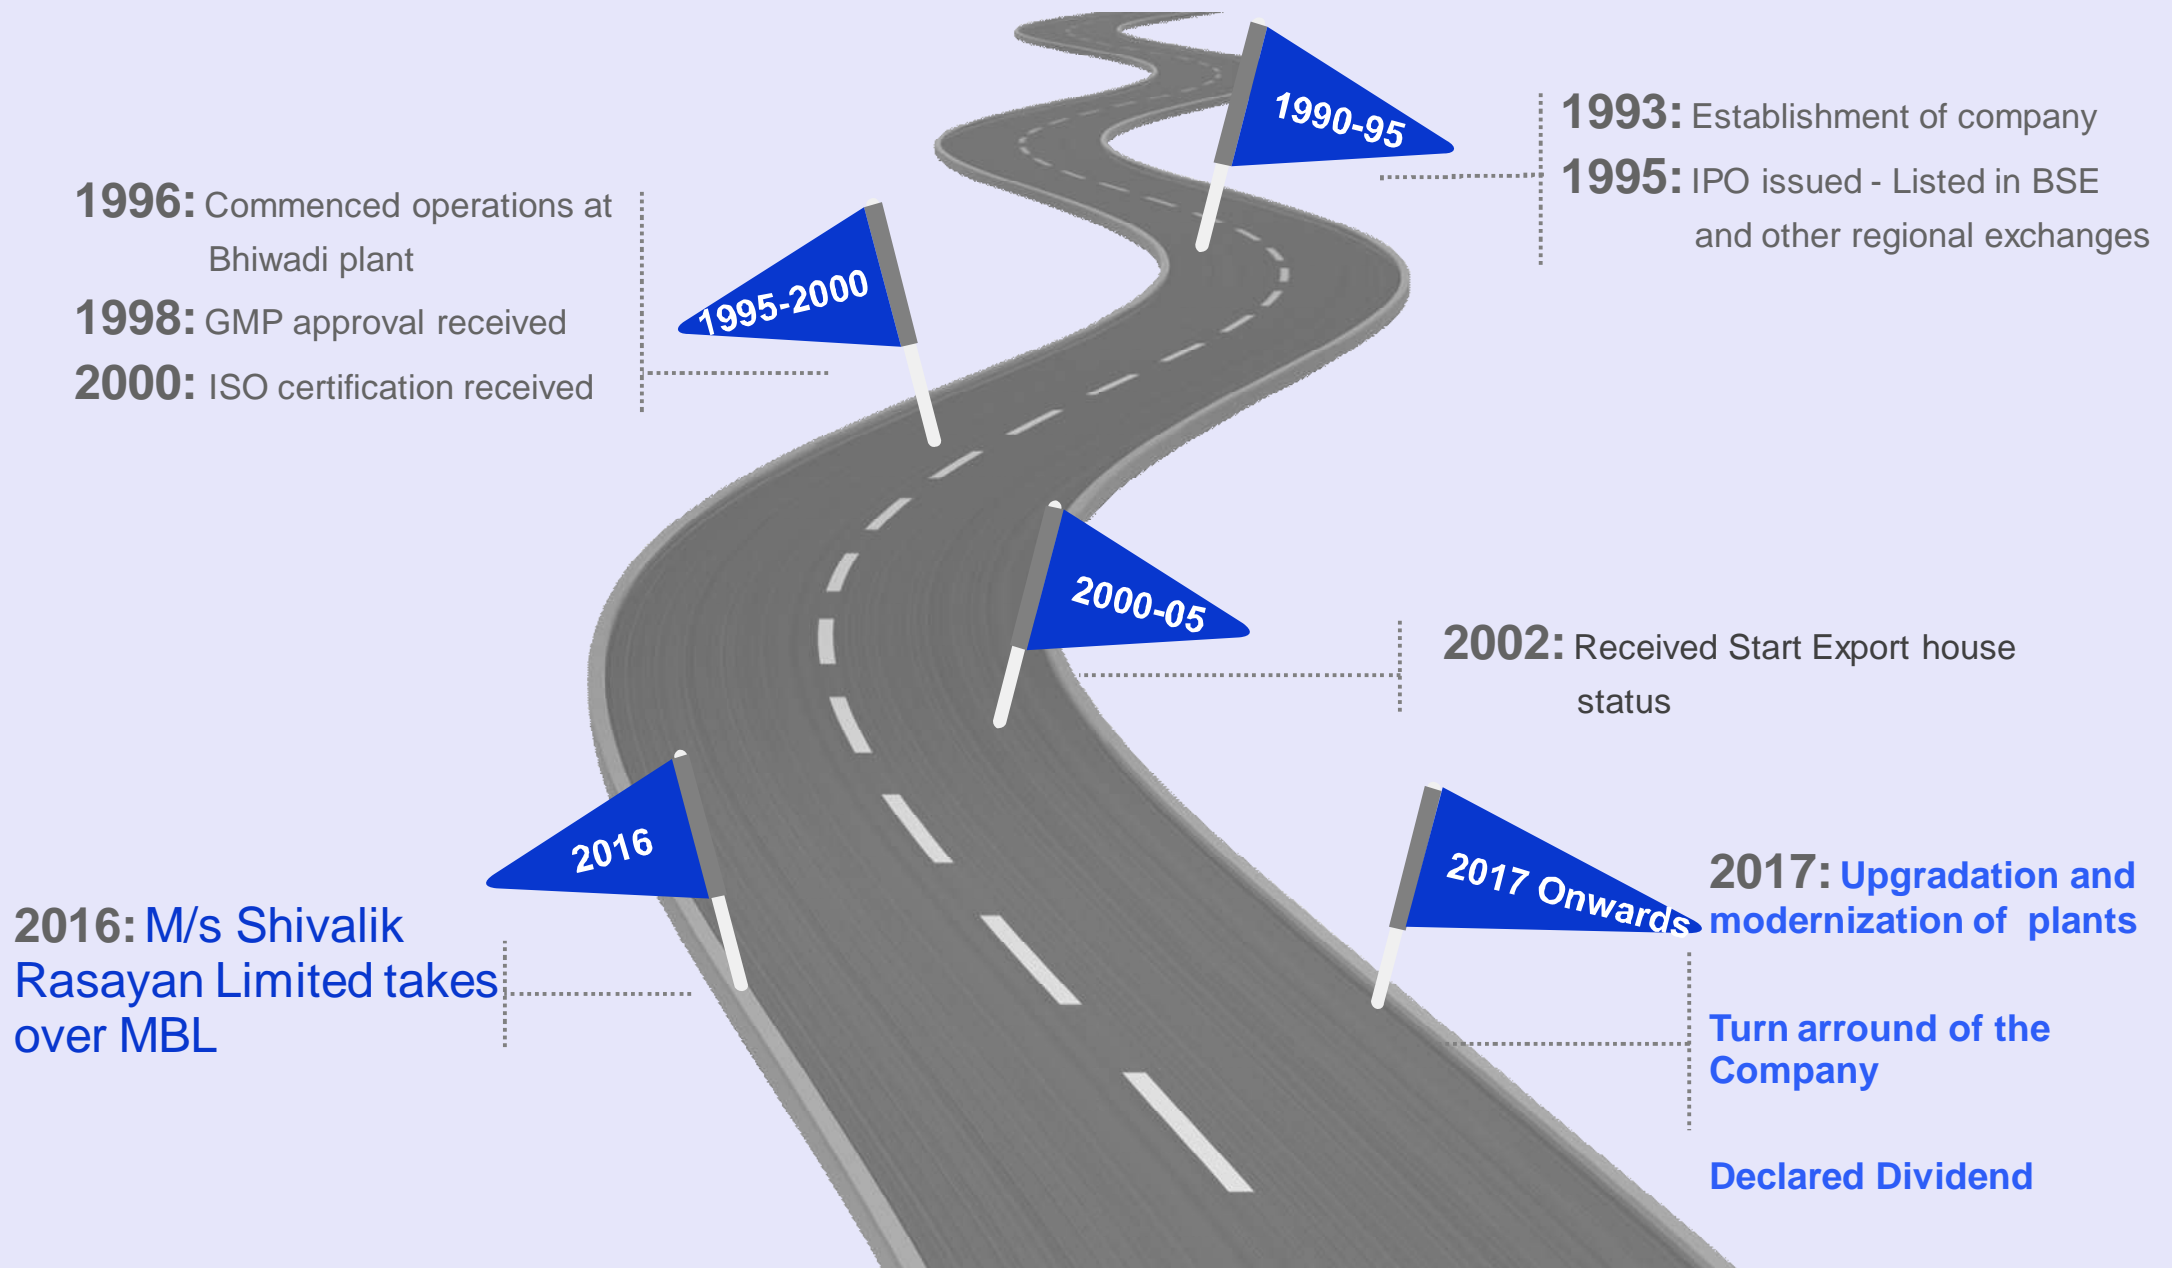 1990-95
1993: Establishment of company
1995: IPO issued - Listed in BSE
and other regional exchanges
1995-2000
1996: Commenced operations at
Bhiwadi plant
1998: GMP approval received
2000: ISO certification received
2000-05
2002: Received Start Export house
status
2016
2016: M/s Shivalik
Rasayan Limited takes
over MBL
2017 Onwards
2017: Upgradation and
modernization of plants
Turn arround of the
Company
Declared Dividend